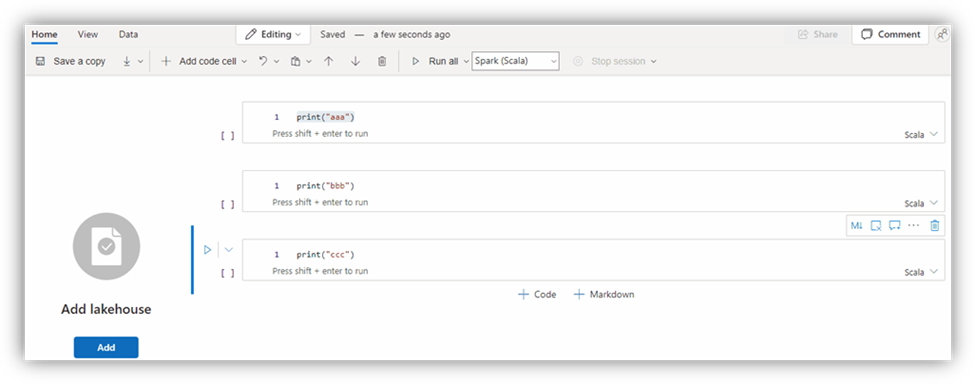 Home View Data Editing Saved — a few seconds ago Share Comment
Save a copy Add code cell Run all Spark (Scala) Stop session
1 print("aaa")
Press shift + enter to run
[ ] Scala
1 print("bbb")
Press shift + enter to run
[ ] Scala
M↓ ...
1 print("ccc")
Press shift + enter to run
[ ] Scala
+ Code + Markdown
Add lakehouse
Add